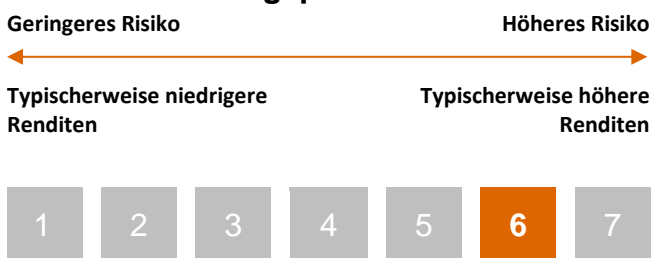 Geringeres Risiko Höheres Risiko
Typischerweise niedrigere Typischerweise höhere
Renditen Renditen
1 2 3 4 5 6 7